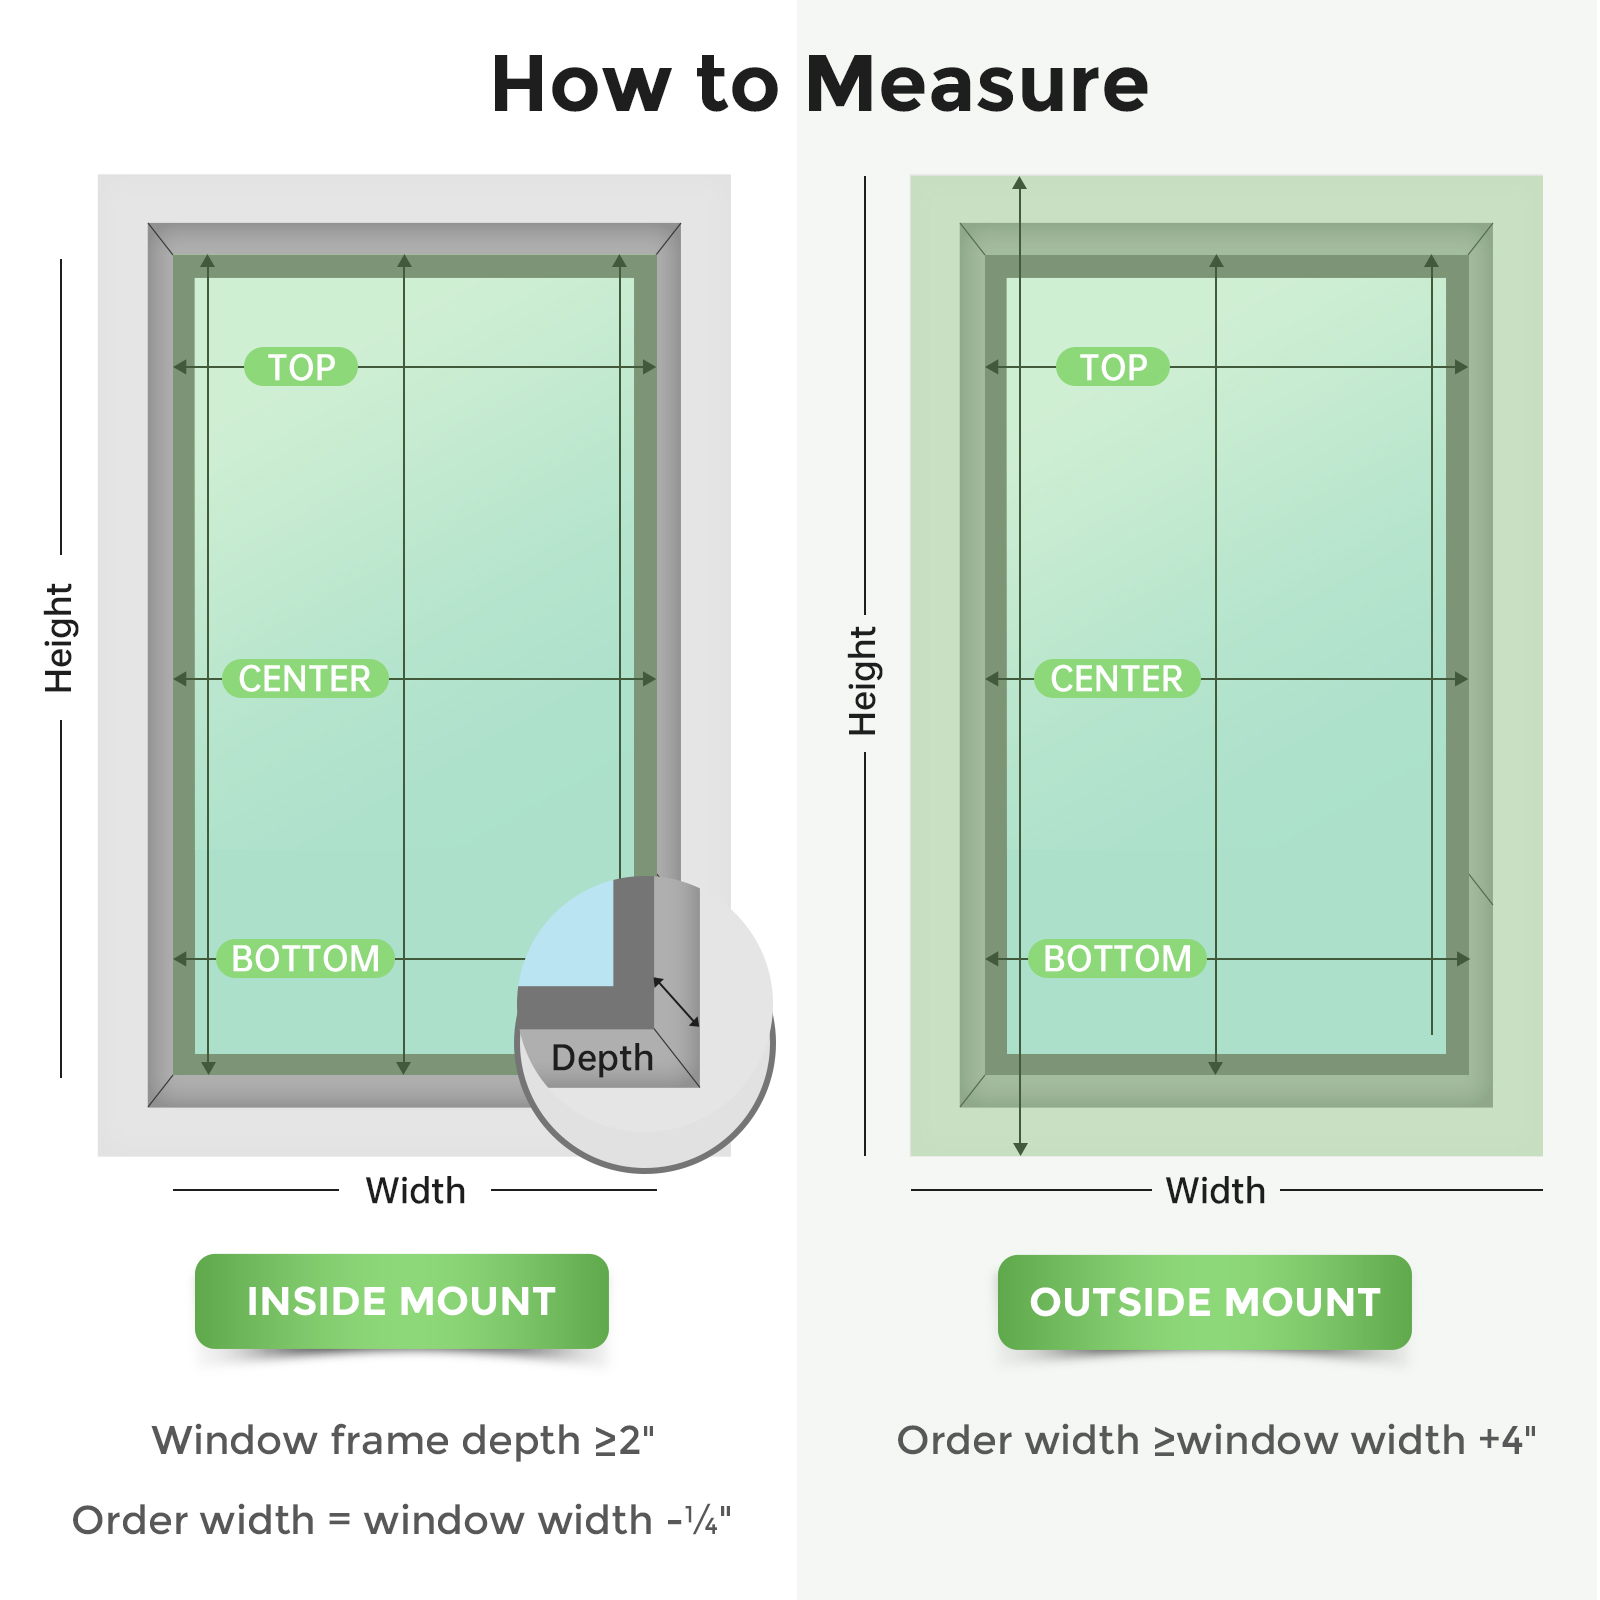 How to Measure
TOP
CENTER
BOTTOM
Height
Depth
Width
INSIDE MOUNT
Window frame depth ≥2"
Order width = window width -¼"
TOP
CENTER
BOTTOM
Height
Width
OUTSIDE MOUNT
Order width ≥window width +4"